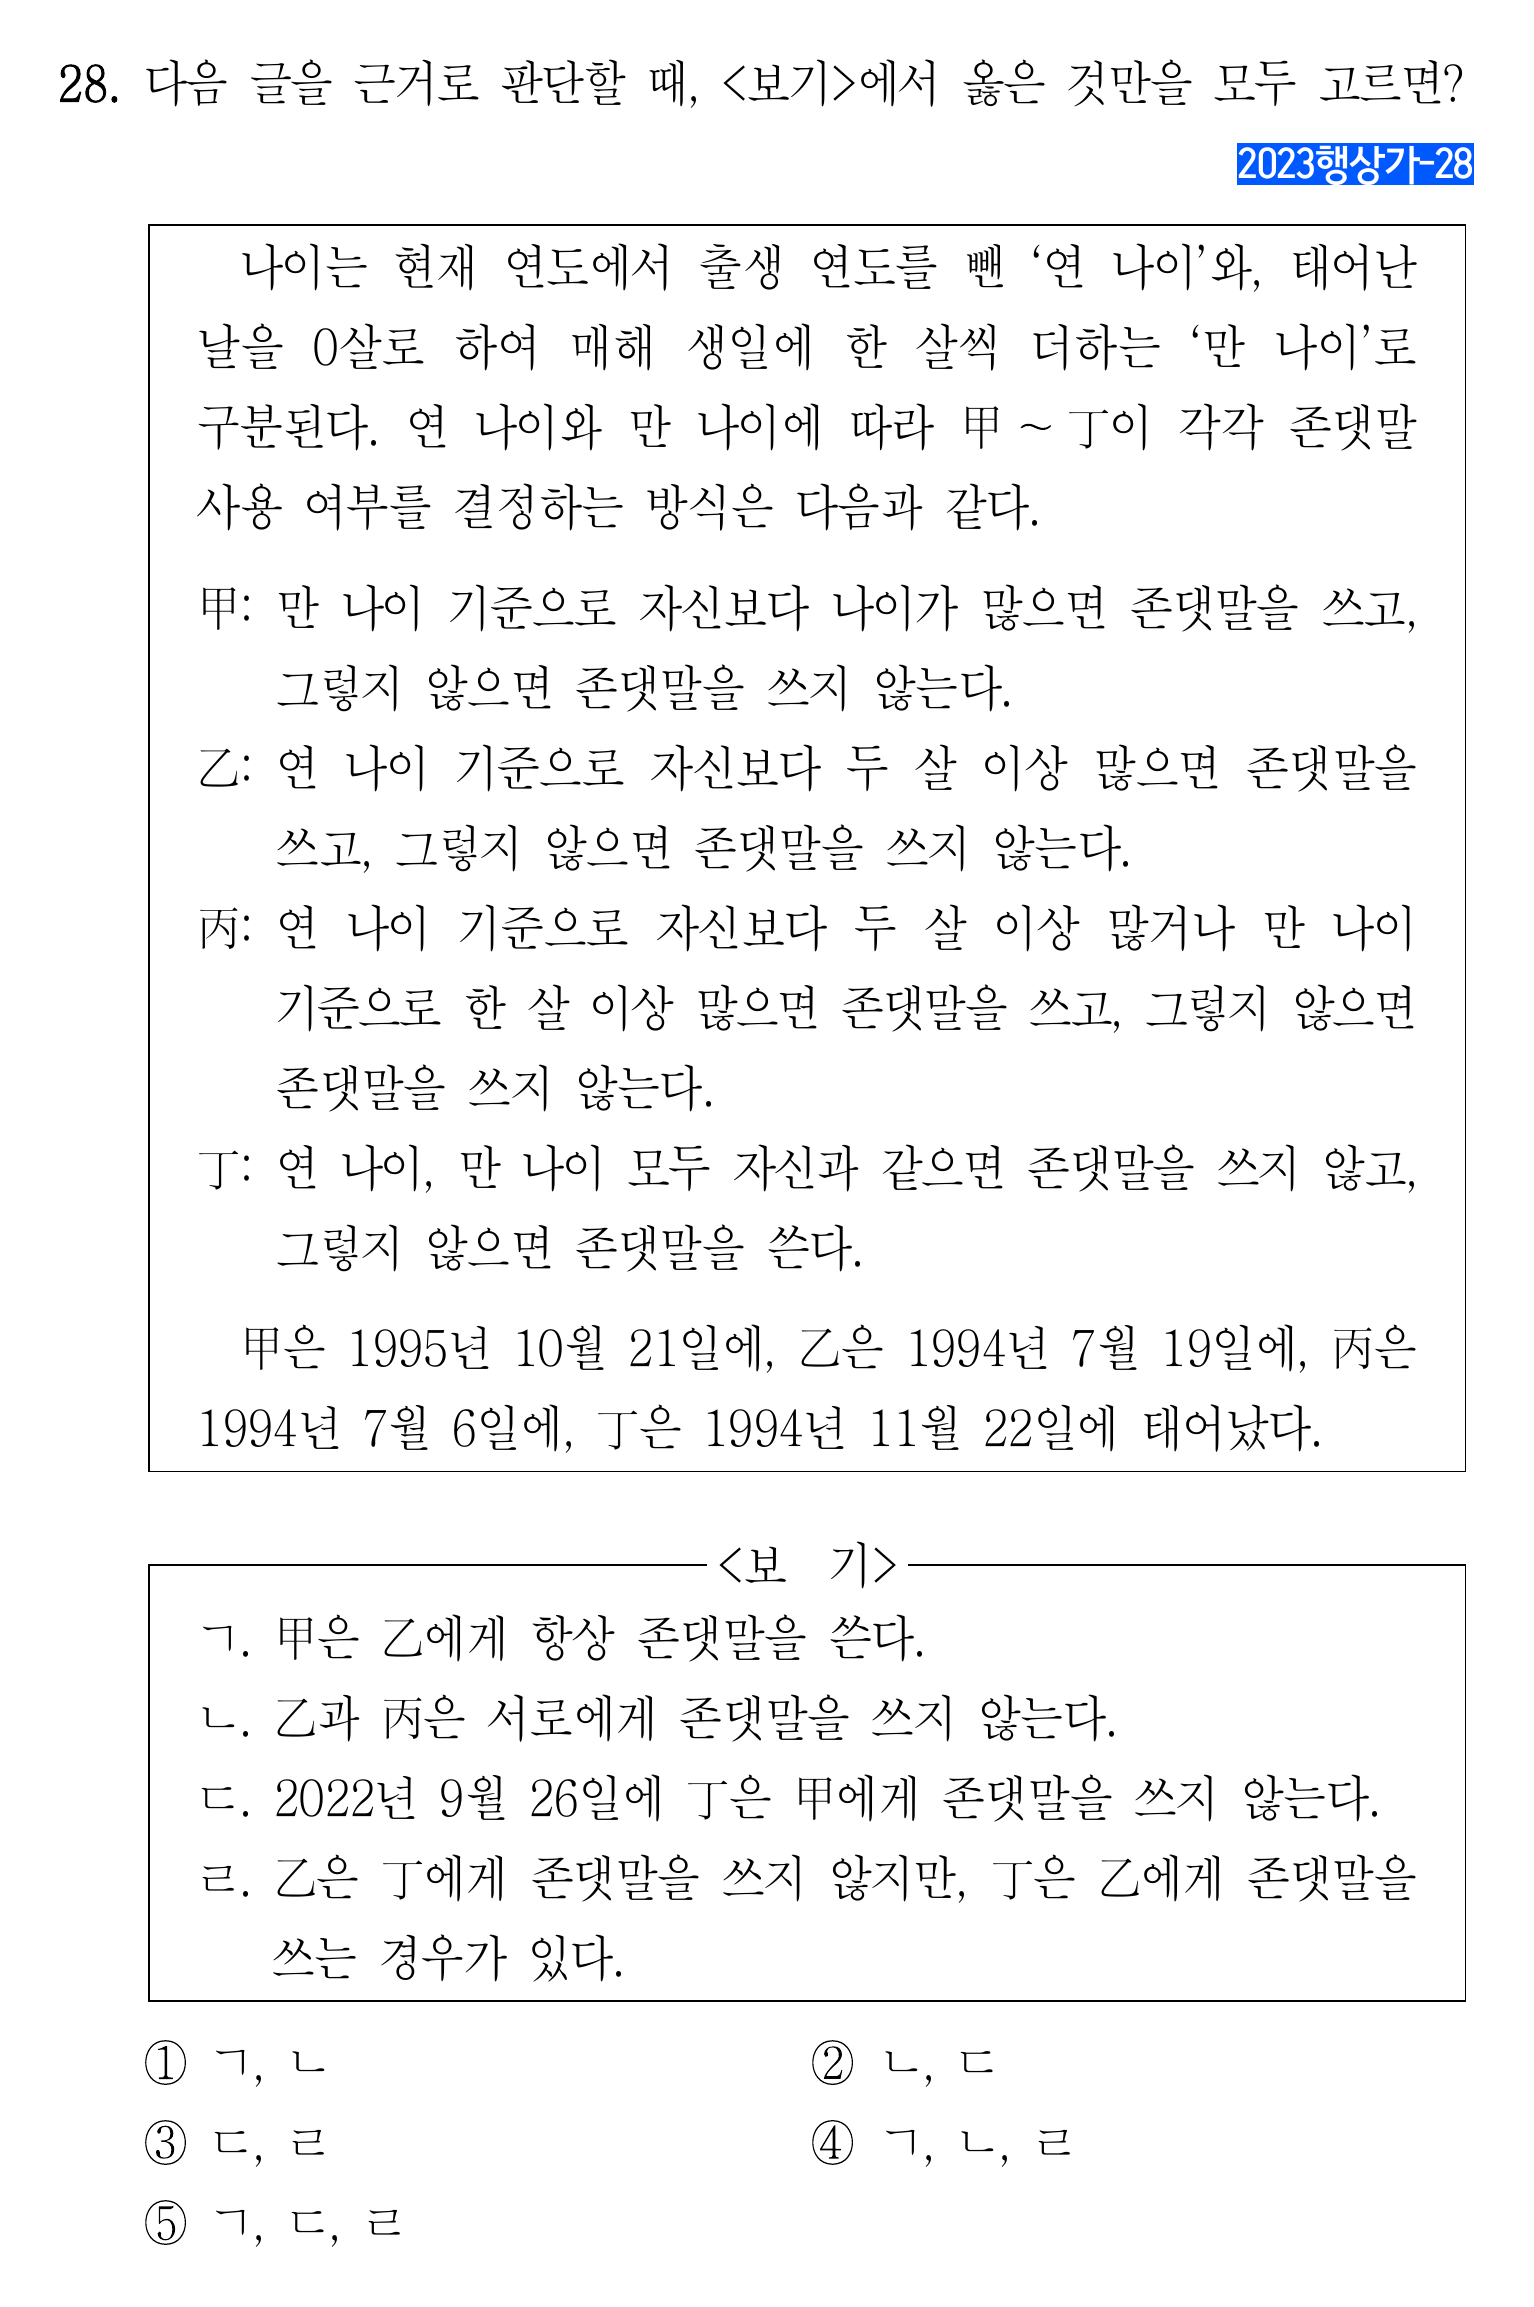 28. 다음 글을 근거로 판단할 때, <보기>에서 옳은 것만을 모두 고르면?
2023행상가-28
나이는 현재 연도에서 출생 연도를 뺀 ‘연 나이’와, 태어난
날을 0살로 하여 매해 생일에 한 살씩 더하는 ‘만 나이’로
구분된다. 연 나이와 만 나이에 따라 甲 ~ 丁이 각각 존댓말
사용 여부를 결정하는 방식은 다음과 같다.
甲: 만 나이 기준으로 자신보다 나이가 많으면 존댓말을 쓰고,
그렇지 않으면 존댓말을 쓰지 않는다.
乙: 연 나이 기준으로 자신보다 두 살 이상 많으면 존댓말을
쓰고, 그렇지 않으면 존댓말을 쓰지 않는다.
丙: 연 나이 기준으로 자신보다 두 살 이상 많거나 만 나이
기준으로 한 살 이상 많으면 존댓말을 쓰고, 그렇지 않으면
존댓말을 쓰지 않는다.
丁: 연 나이, 만 나이 모두 자신과 같으면 존댓말을 쓰지 않고,
그렇지 않으면 존댓말을 쓴다.
甲은 1995년 10월 21일에, 乙은 1994년 7월 19일에, 丙은
1994년 7월 6일에, 丁은 1994년 11월 22일에 태어났다.
<보 기>
ㄱ. 甲은 乙에게 항상 존댓말을 쓴다.
ㄴ. 乙과 丙은 서로에게 존댓말을 쓰지 않는다.
ㄷ. 2022년 9월 26일에 丁은 甲에게 존댓말을 쓰지 않는다.
ㄹ. 乙은 丁에게 존댓말을 쓰지 않지만, 丁은 乙에게 존댓말을
쓰는 경우가 있다.
① ㄱ, ㄴ ② ㄴ, ㄷ
③ ㄷ, ㄹ ④ ㄱ, ㄴ, ㄹ
⑤ ㄱ, ㄷ, ㄹ